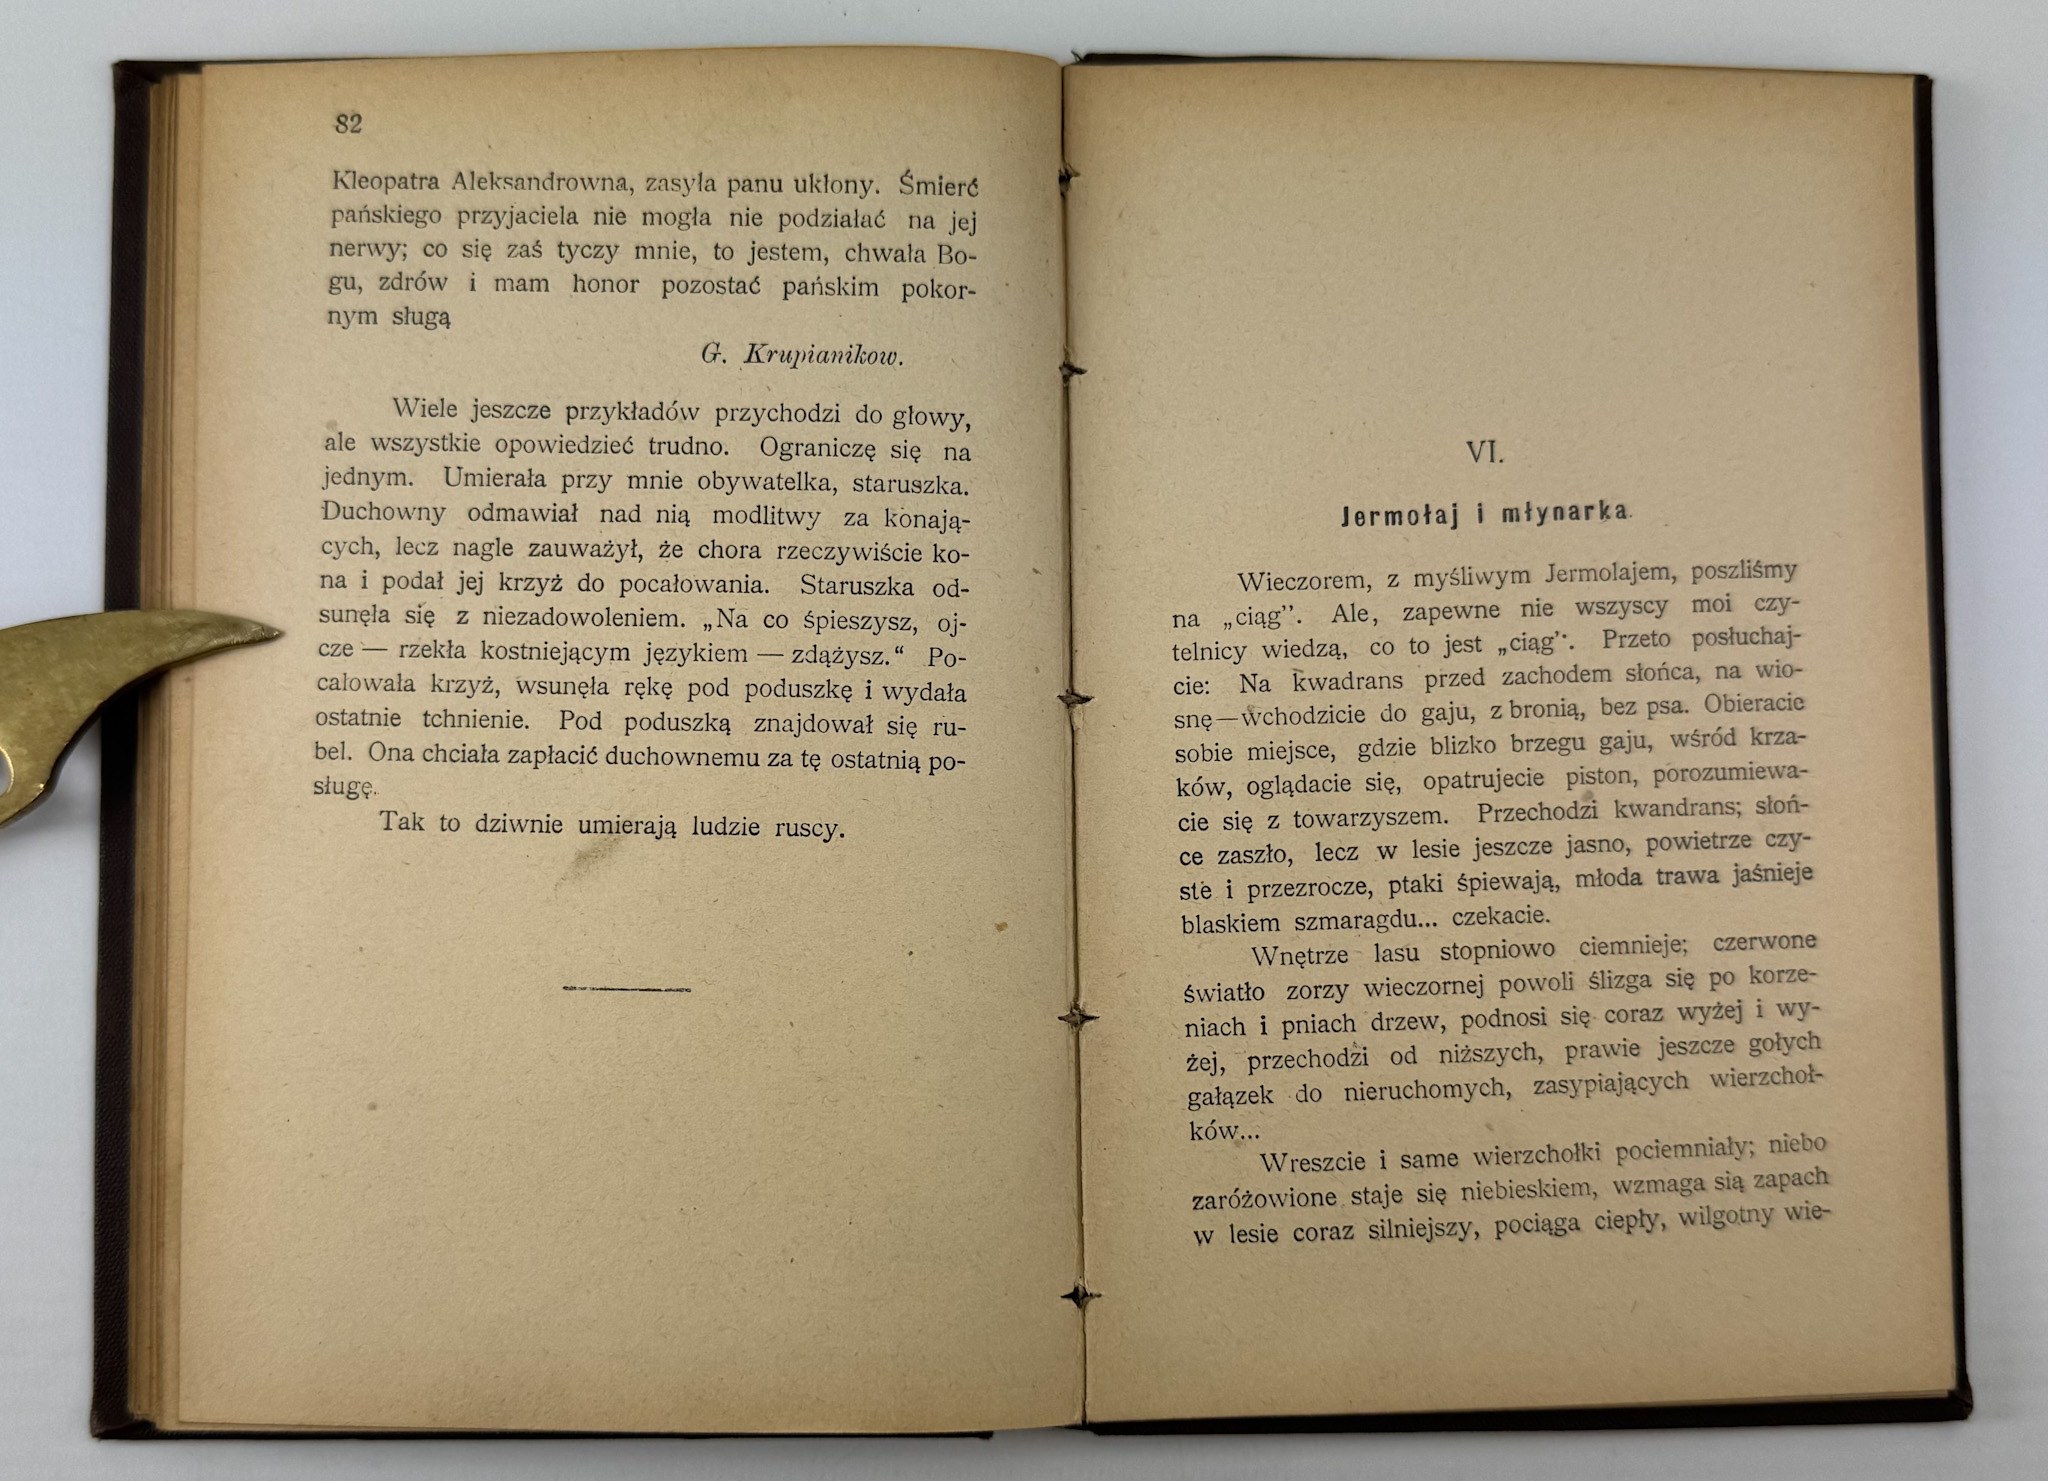 82
Kleopatra Aleksandrowna, zasyła panu ukłony. Śmierć
pańskiego przyjaciela nie mogła nie podziałać na jej
nerwy; co się zaś tyczy mnie, to jestem, chwała Bo-
gu, zdrów i mam honor pozostać pańskim pokor-
nym sługą
G. Krupianikow.
Wiele jeszcze przykładów przychodzi do głowy,
ale wszystkie opowiedzieć trudno. Ograniczę się na
jednym. Umierała przy mnie obywatelka, staruszka.
Duchowny odmawiał nad nią modlitwy za konają-
cych, lecz nagle zauważył, że chora rzeczywiście ko-
na i podał jej krzyż do pocałowania. Staruszka od-
sunęła się z niezadowoleniem. „Na co śpieszysz, oj-
cze — rzekła kostniejącym językiem — zdążysz.“ Po-
całowała krzyż, wsunęła rękę pod poduszkę i wydała
ostatnie tchnienie. Pod poduszką znajdował się ru-
bel. Ona chciała zapłacić duchownemu za tę ostatnią po-
sługę.
Tak to dziwnie umierają ludzie ruscy.
VI.
Jermołaj i młynarka.
Wieczorem, z myśliwym Jermolajem, poszliśmy
na „ciąg’’. Ale, zapewne nie wszyscy moi czy-
telnicy wiedzą, co to jest „ciąg’·. Przeto posłuchaj-
cie: Na kwadrans przed zachodem słońca, na wio-
snę—wchodzicie do gaju, z bronią, bez psa. Obieracie
sobie miejsce, gdzie blizko brzegu gaju, wśród krza-
ków, oglądacie się, opatrujecie piston, porozumiewa-
cie się z towarzyszem. Przechodzi kwandrans; słoń-
ce zaszło, lecz w lesie jeszcze jasno, powietrze czy-
ste i przezrocze, ptaki śpiewają, młoda trawa jaśnieje
blaskiem szmaragdu... czekacie.
Wnętrze lasu stopniowo ciemnieje; czerwone
światło zorzy wieczornej powoli ślizga się po korze-
niach i pniach drzew, podnosi się coraz wyżej i wy-
żej, przechodzi od niższych, prawie jeszcze gołych
gałązek do nieruchomych, zasypiających wierzchoł-
ków...
Wreszcie i same wierzchołki pociemniały; niebo
zaróżowione staje się niebieskiem, wzmaga sią zapach
w lesie coraz silniejszy, pociąga ciepły, wilgotny wie-